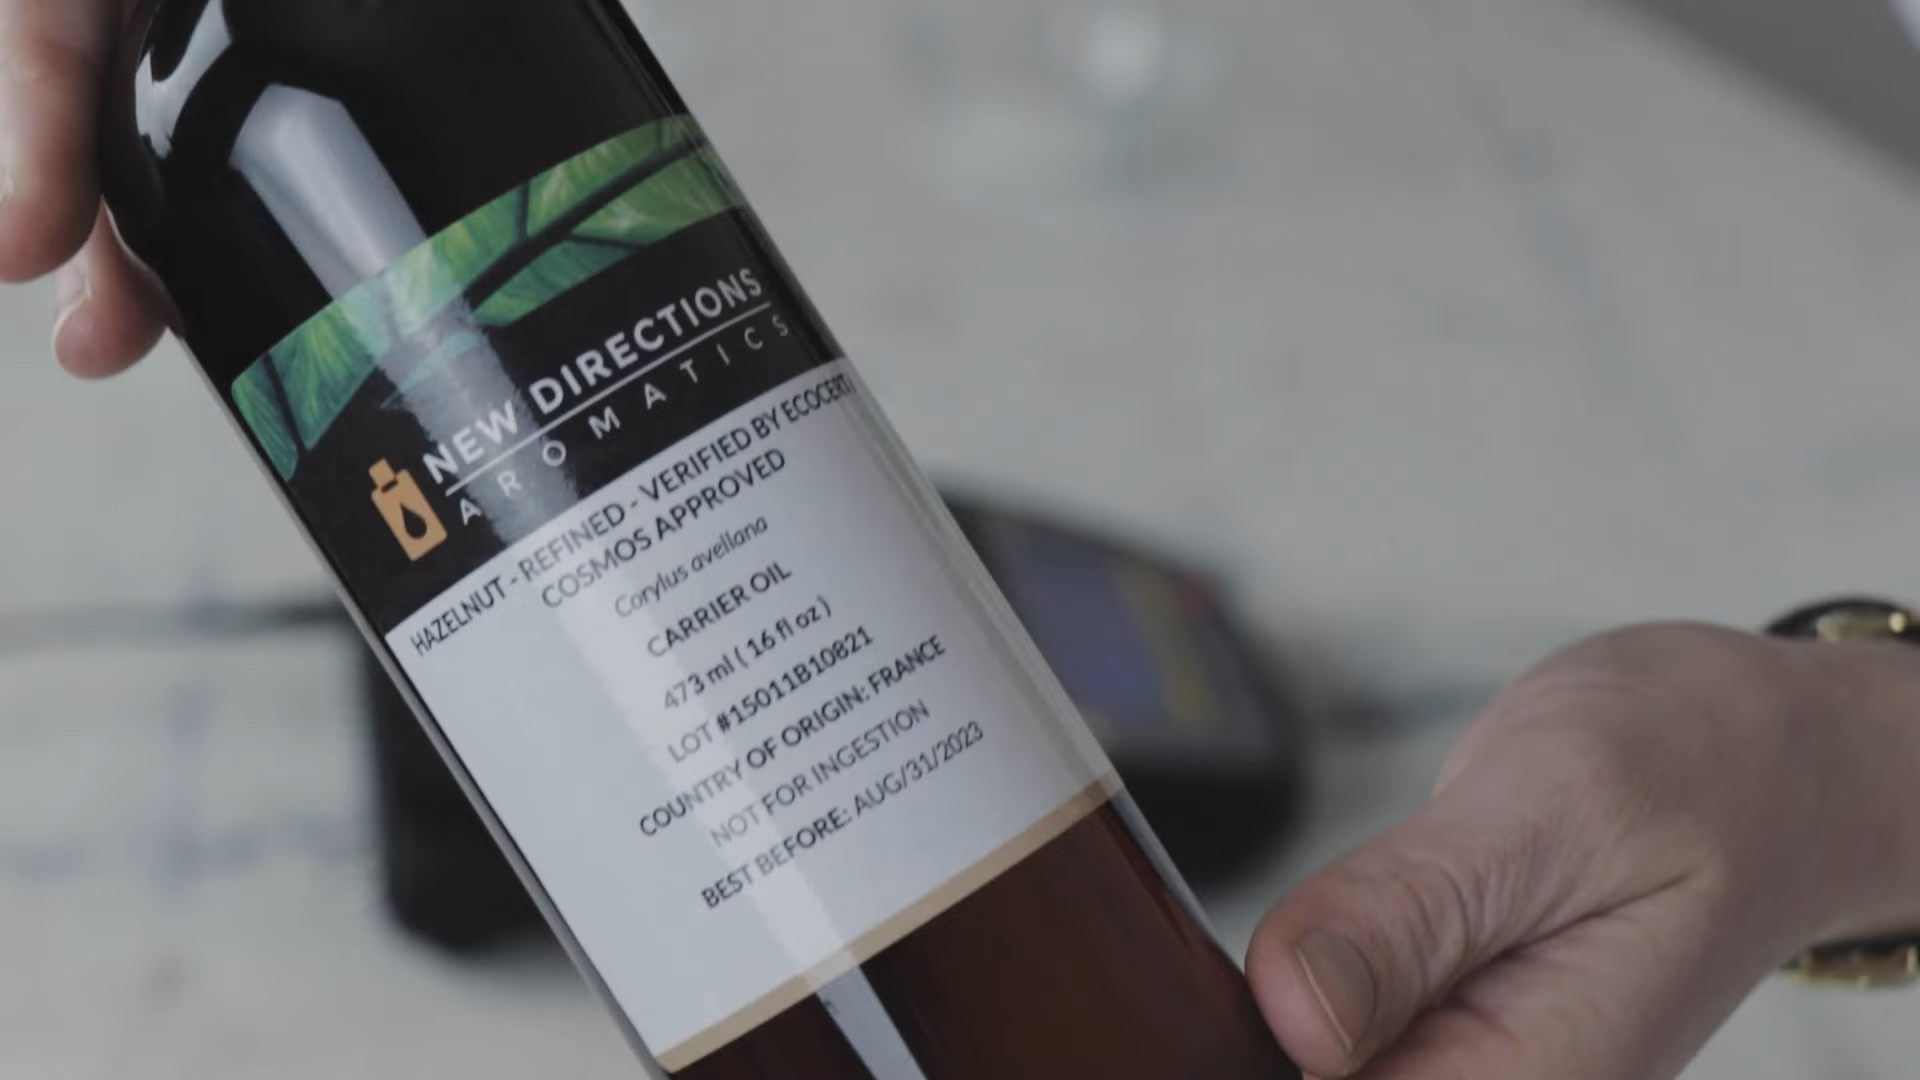 NEW DIRECTIONS
AROMATICS
HAZELNUT - REFINED - VERIFIED BY ECOCERT
COSMOS APPROVED
Corylus avellana
CARRIER OIL
473 ml ( 16 fl oz )
LOT #15011B10821
COUNTRY OF ORIGIN: FRANCE
NOT FOR INGESTION
BEST BEFORE: AUG/31/2023